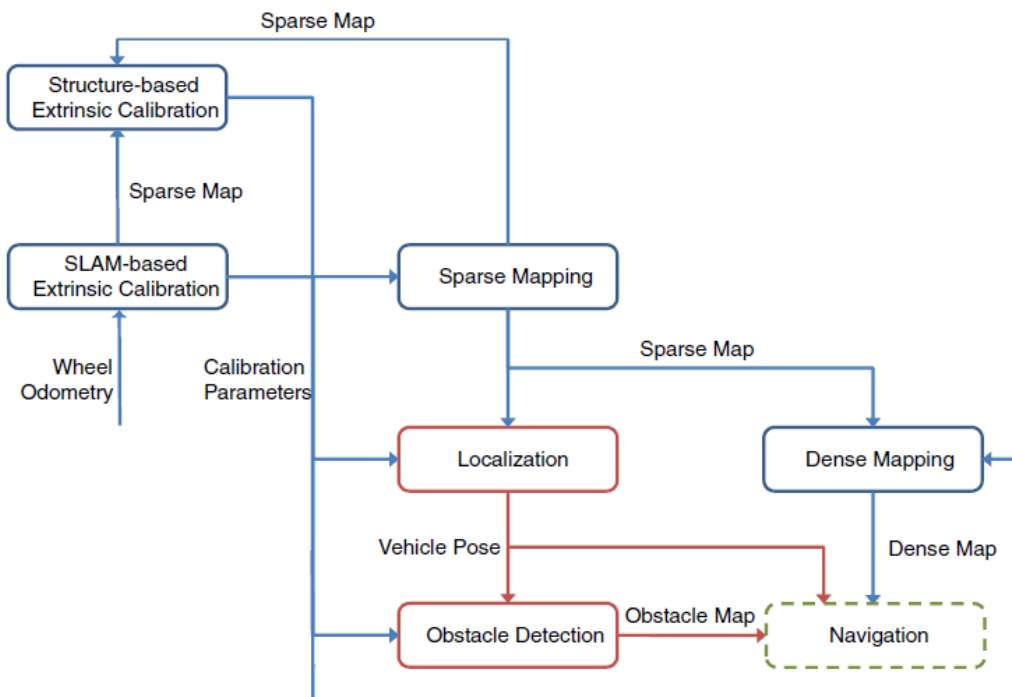 Sparse Map
Structure-based
Extrinsic Calibration
Sparse Map
SLAM-based
Extrinsic Calibration
Sparse Mapping
Wheel
Odometry
Calibration
Parameters
Sparse Map
Localization
Dense Mapping
Vehicle Pose
Dense Map
Obstacle Detection
Obstacle Map
Navigation